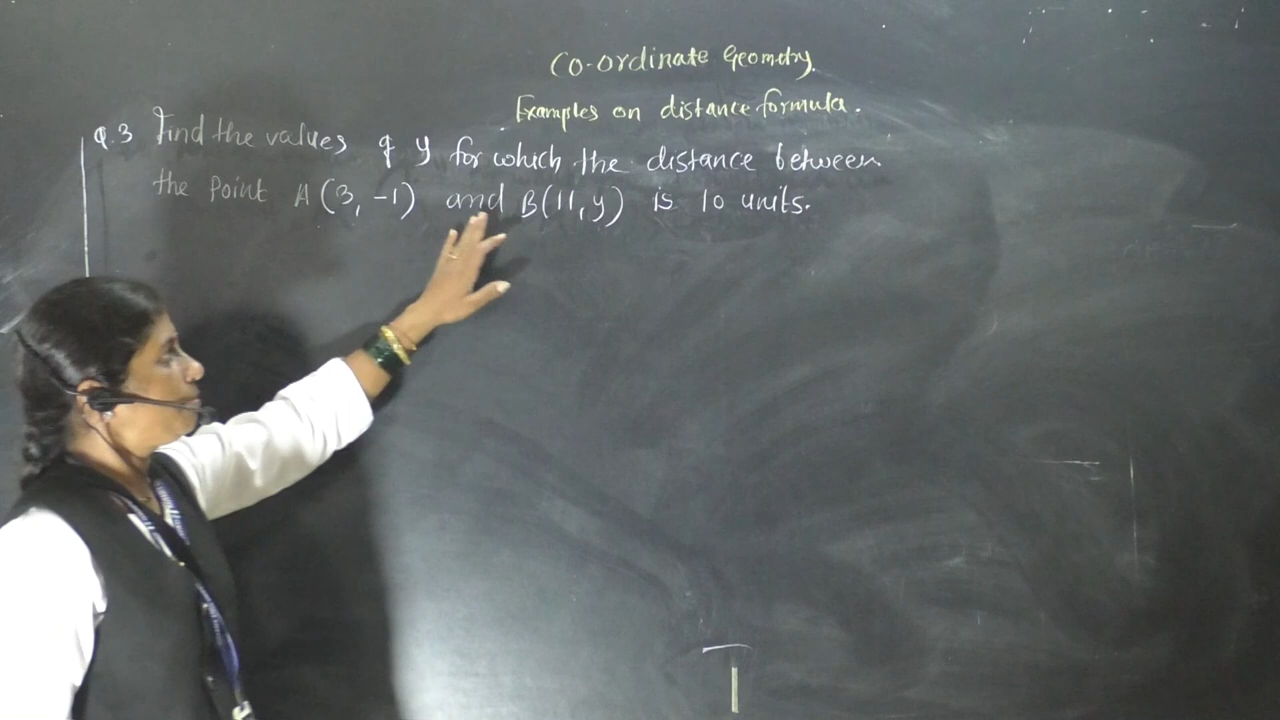 Co-ordinate Geometry.
Examples on distance formula.
Q.3 Find the values of y for which the distance between
the Point A(3, -1) and B(11, y) is 10 units.